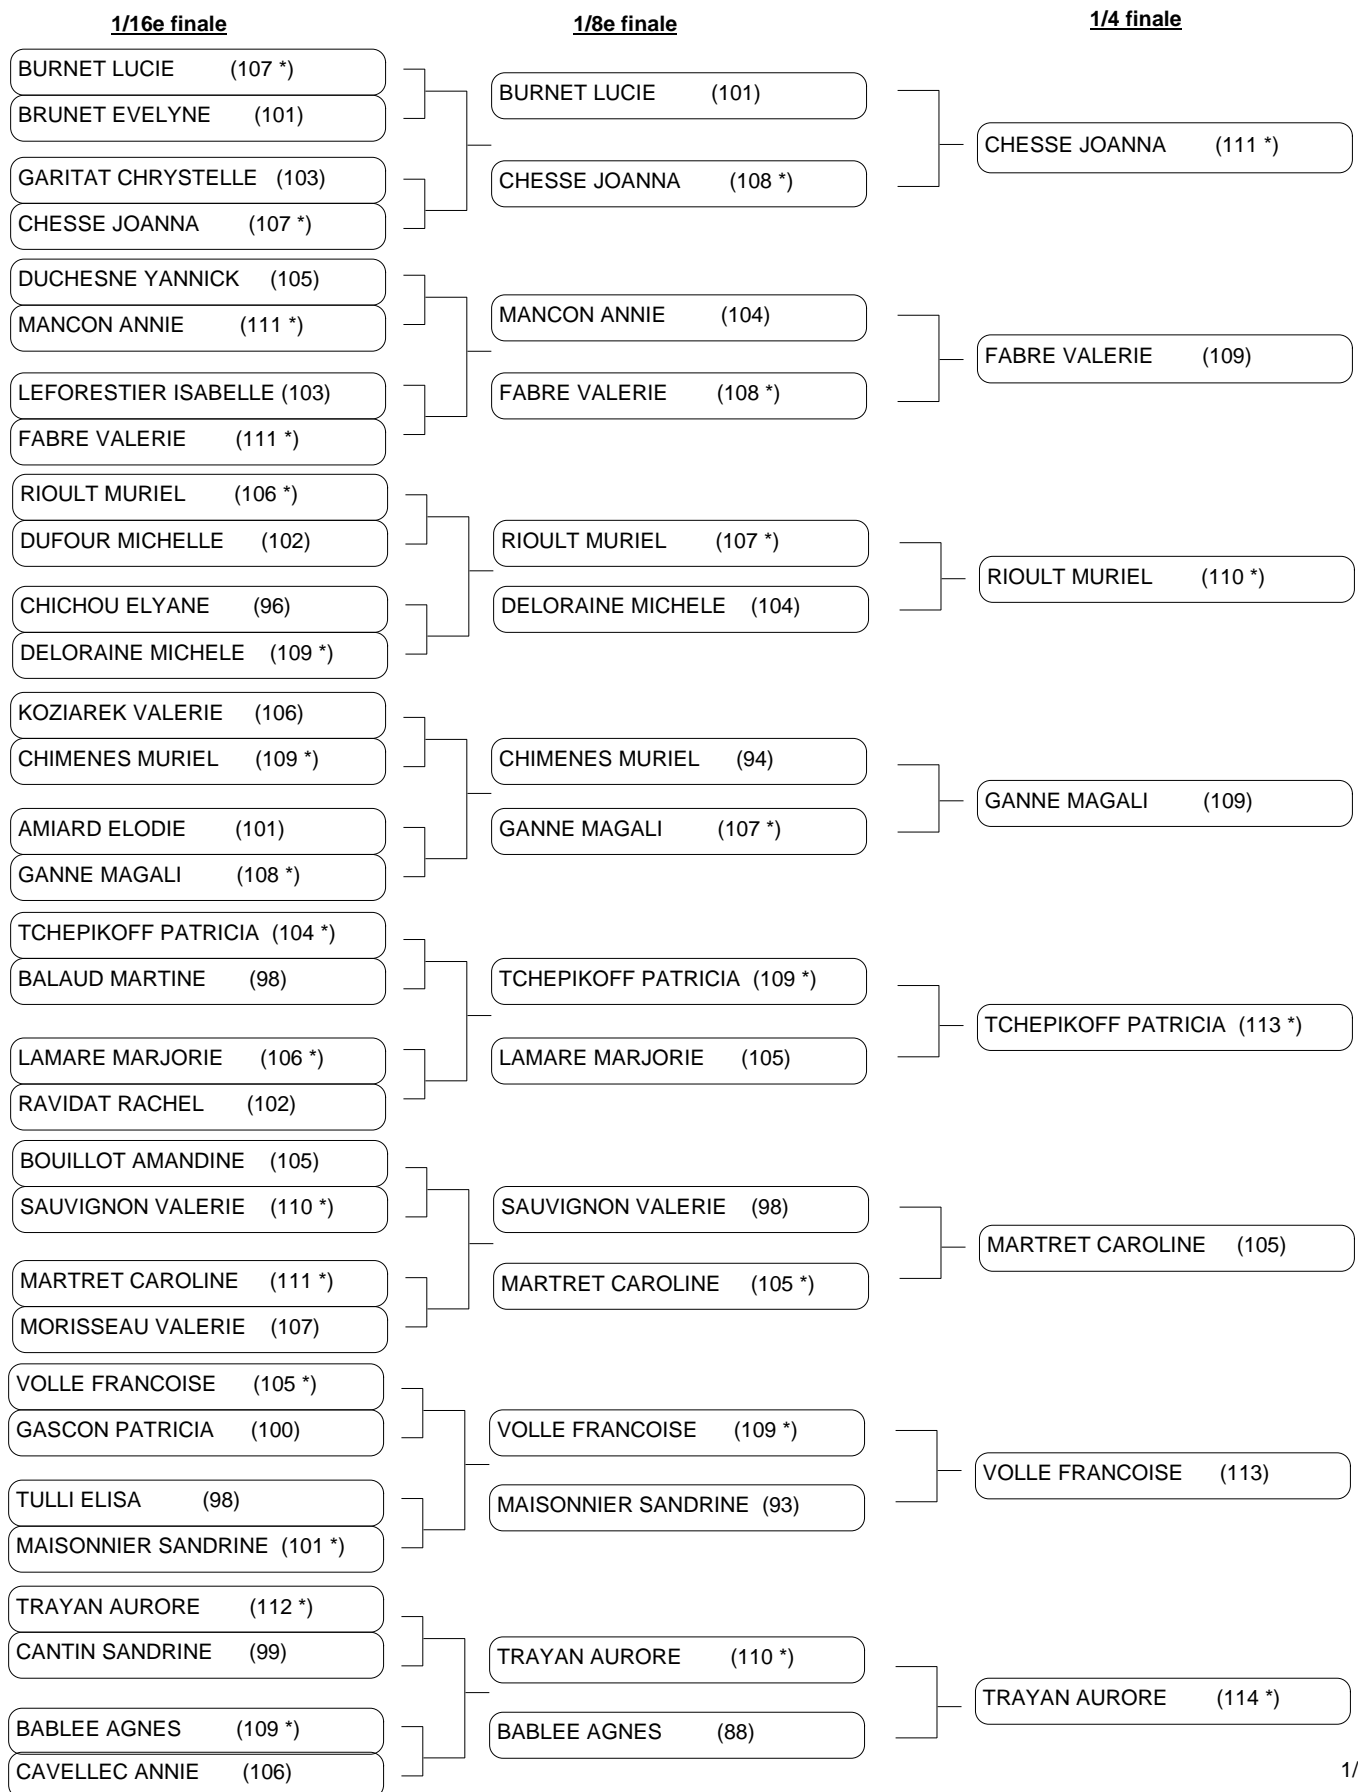 1/16e finale
BURNET LUCIE (107 *)
BRUNET EVELYNE (101)
GARITAT CHRYSTELLE (103)
CHESSE JOANNA (107 *)
DUCHESNE YANNICK (105)
MANCON ANNIE (111 *)
LEFORESTIER ISABELLE (103)
FABRE VALERIE (111 *)
RIOULT MURIEL (106 *)
DUFOUR MICHELLE (102)
CHICHOU ELYANE (96)
DELORAINE MICHELE (109 *)
KOZIAREK VALERIE (106)
CHIMENES MURIEL (109 *)
AMIARD ELODIE (101)
GANNE MAGALI (108 *)
TCHEPIKOFF PATRICIA (104 *)
BALAUD MARTINE (98)
LAMARE MARJORIE (106 *)
RAVIDAT RACHEL (102)
BOUILLOT AMANDINE (105)
SAUVIGNON VALERIE (110 *)
MARTRET CAROLINE (111 *)
MORISSEAU VALERIE (107)
VOLLE FRANCOISE (105 *)
GASCON PATRICIA (100)
TULLI ELISA (98)
MAISONNIER SANDRINE (101 *)
TRAYAN AURORE (112 *)
CANTIN SANDRINE (99)
BABLEE AGNES (109 *)
CAVELLEC ANNIE (106)
1/8e finale
BURNET LUCIE (101)
CHESSE JOANNA (108 *)
MANCON ANNIE (104)
FABRE VALERIE (108 *)
RIOULT MURIEL (107 *)
DELORAINE MICHELE (104)
CHIMENES MURIEL (94)
GANNE MAGALI (107 *)
TCHEPIKOFF PATRICIA (109 *)
LAMARE MARJORIE (105)
SAUVIGNON VALERIE (98)
MARTRET CAROLINE (105 *)
VOLLE FRANCOISE (109 *)
MAISONNIER SANDRINE (93)
TRAYAN AURORE (110 *)
BABLEE AGNES (88)
1/4 finale
CHESSE JOANNA (111 *)
FABRE VALERIE (109)
RIOULT MURIEL (110 *)
GANNE MAGALI (109)
TCHEPIKOFF PATRICIA (113 *)
MARTRET CAROLINE (105)
VOLLE FRANCOISE (113)
TRAYAN AURORE (114 *)
1/